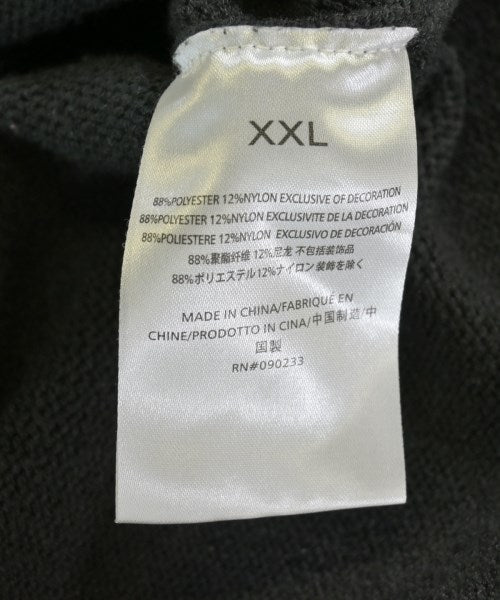 XXL
88%POLYESTER 12%NYLON EXCLUSIVE OF DECORATION
88%POLYESTER 12%NYLON EXCLUSIVITE DE LA DECORATION
88%POLIESTERE 12%NYLON EXCLUSIVO DE DECORACIÓN
88%聚酯纤维 12%尼龙 不包括装饰品
88%ポリエステル12%ナイロン 装飾を除く
MADE IN CHINA/FABRIQUÉ EN
CHINE/PRODOTTO IN CINA/中国制造/中
国製
RN#090233